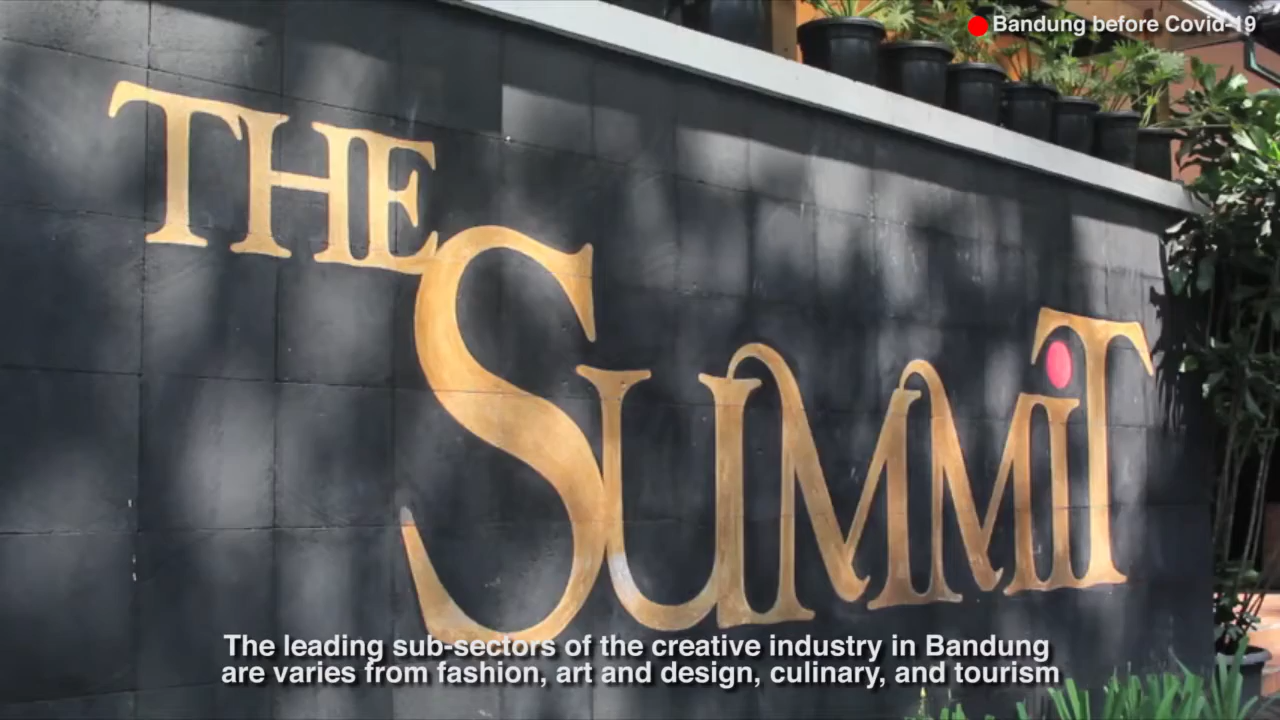 Bandung before Covid-19
THE
SUMMiT
The leading sub-sectors of the creative industry in Bandung
are varies from fashion, art and design, culinary, and tourism